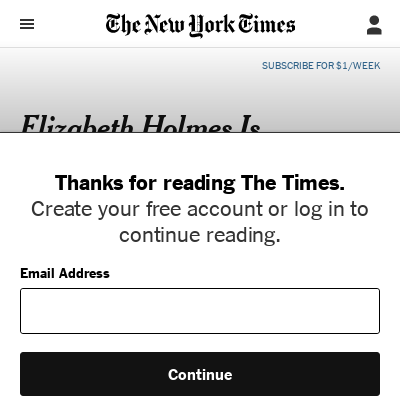 The New York Times
SUBSCRIBE FOR $1/WEEK
Elizabeth Holmes Is
Thanks for reading The Times.
Create your free account or log in to
continue reading.
Email Address
Continue